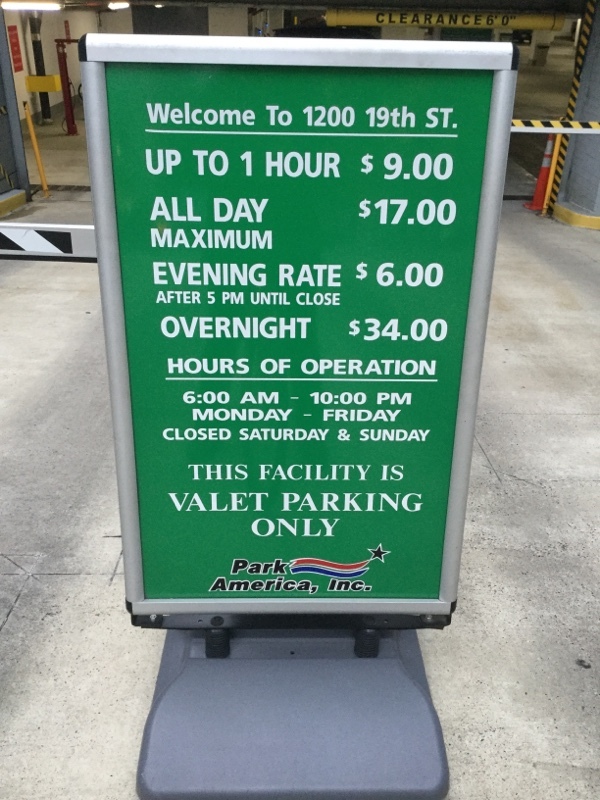 CLEARANCE 6' 0"
Welcome To 1200 19th ST.
UP TO 1 HOUR $ 9.00
ALL DAY $17.00
MAXIMUM
EVENING RATE $ 6.00
AFTER 5 PM UNTIL CLOSE
OVERNIGHT $34.00
HOURS OF OPERATION
6:00 AM - 10:00 PM
MONDAY - FRIDAY
CLOSED SATURDAY & SUNDAY
THIS FACILITY IS
VALET PARKING
ONLY
Park
America, Inc.